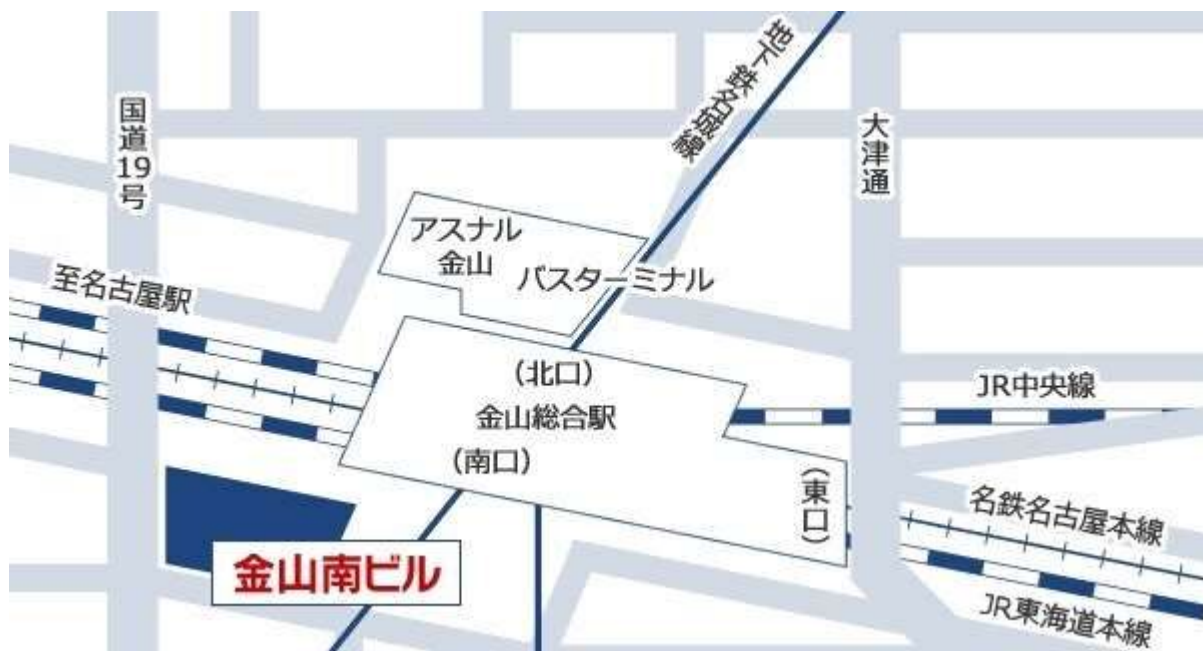 地下鉄名城線
国道19号
大津通
アスナル
金山
バスターミナル
至名古屋駅
(北口)
金山総合駅
(南口)
(東口)
JR中央線
名鉄名古屋本線
JR東海道本線
金山南ビル